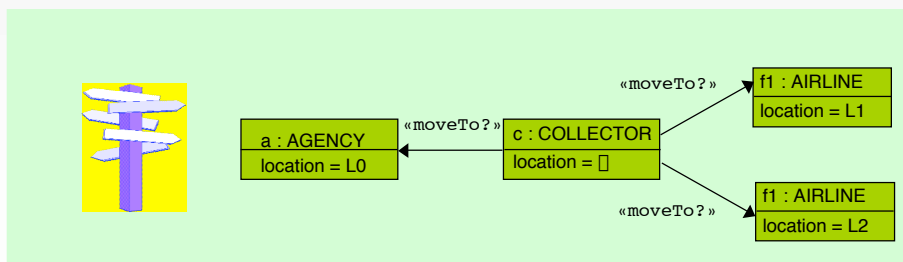 «moveTo?»
f1 : AIRLINE
location = L1
a : AGENCY
location = L0
«moveTo?»
c : COLLECTOR
location = []
«moveTo?»
f1 : AIRLINE
location = L2